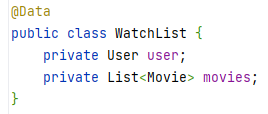 @Data
public class WatchList {
    private User user;
    private List<Movie> movies;
}